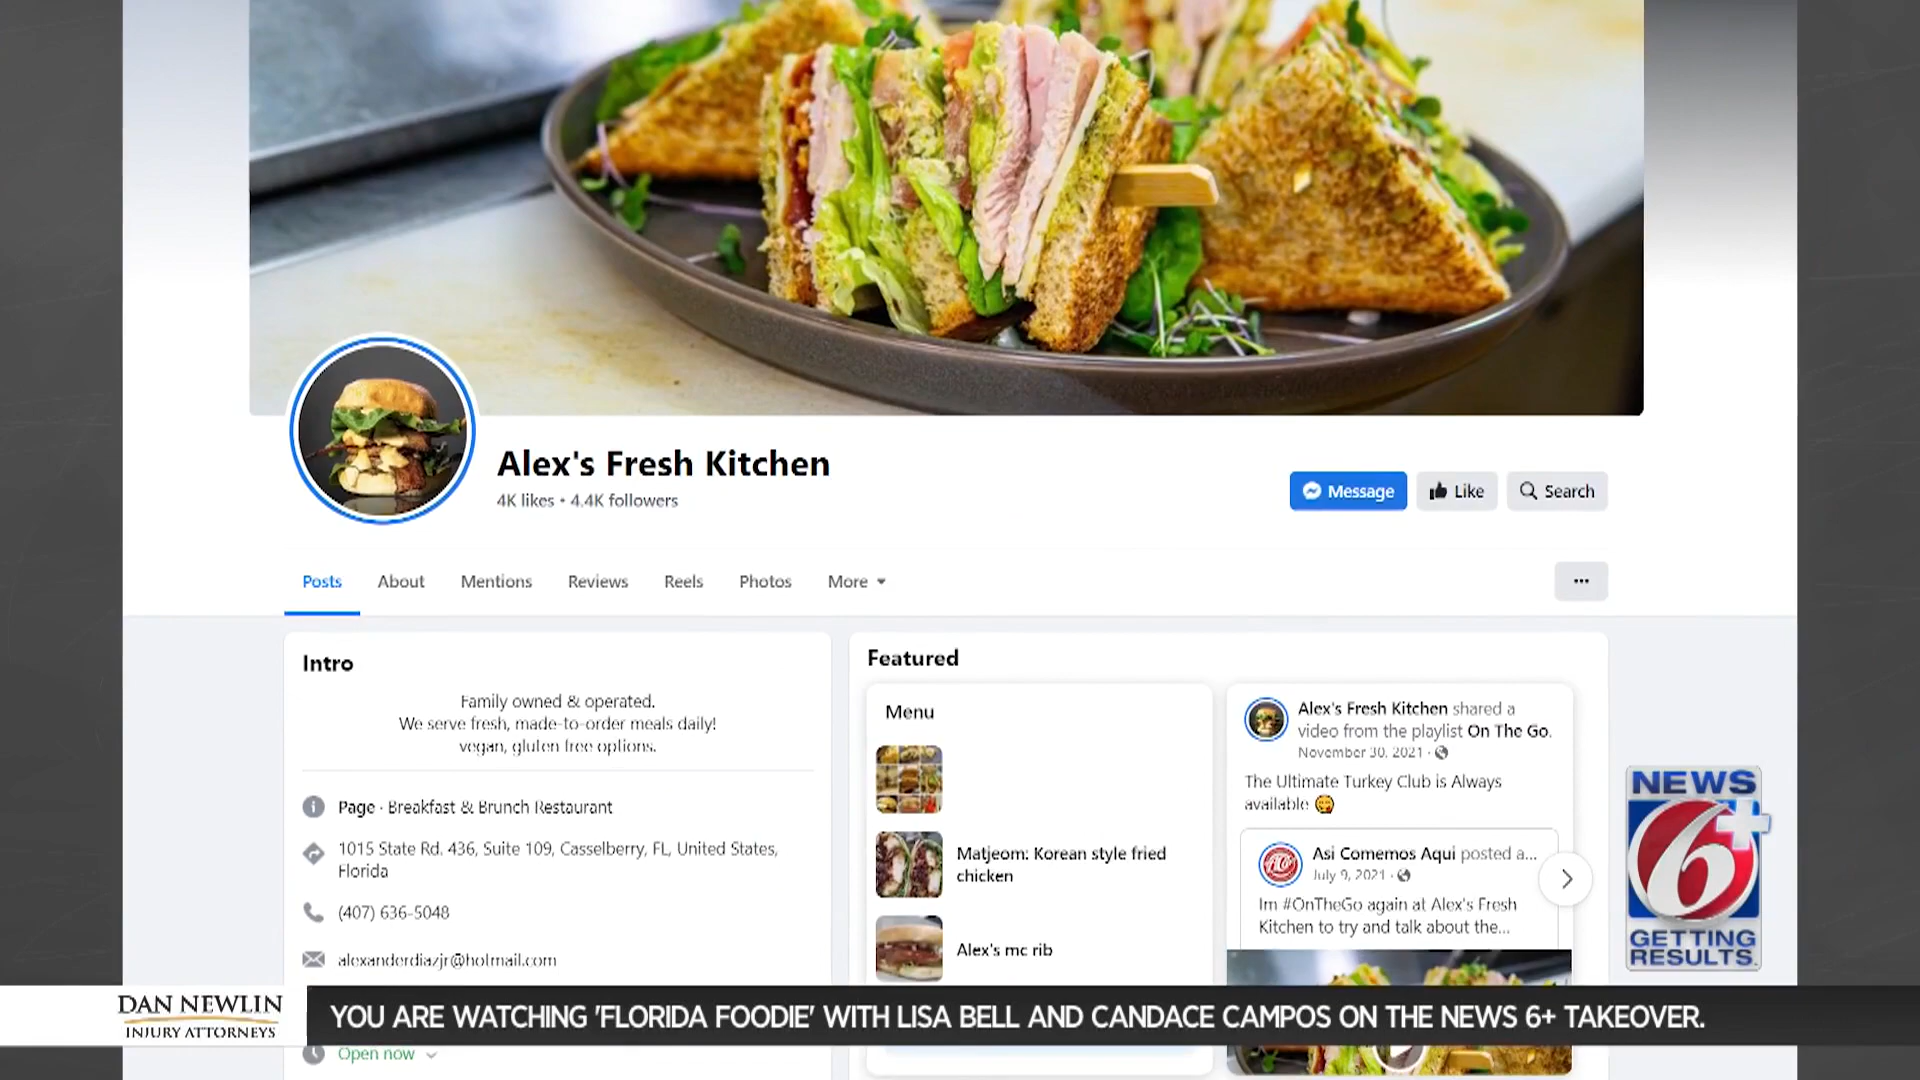 Alex's Fresh Kitchen
4K likes • 4.4K followers
Message
Like
Search
Posts
About
Mentions
Reviews
Reels
Photos
More
Intro
Family owned & operated.
We serve fresh, made-to-order meals daily!
vegan, gluten free options.
Page · Breakfast & Brunch Restaurant
1015 State Rd. 436, Suite 109, Casselberry, FL, United States,
Florida
(407) 636-5048
alexanderdiazjr@hotmail.com
Open now
Featured
Menu
Matjeom: Korean style fried
chicken
Alex's mc rib
Alex's Fresh Kitchen shared a
video from the playlist On The Go.
November 30, 2021 ·
The Ultimate Turkey Club is Always
available 😋
Asi Comemos Aqui posted a...
July 9, 2021 ·
Im #OnTheGo again at Alex's Fresh
Kitchen to try and talk about the...
NEWS
6+
GETTING
RESULTS.
DAN NEWLIN
INJURY ATTORNEYS
YOU ARE WATCHING 'FLORIDA FOODIE' WITH LISA BELL AND CANDACE CAMPOS ON THE NEWS 6+ TAKEOVER.